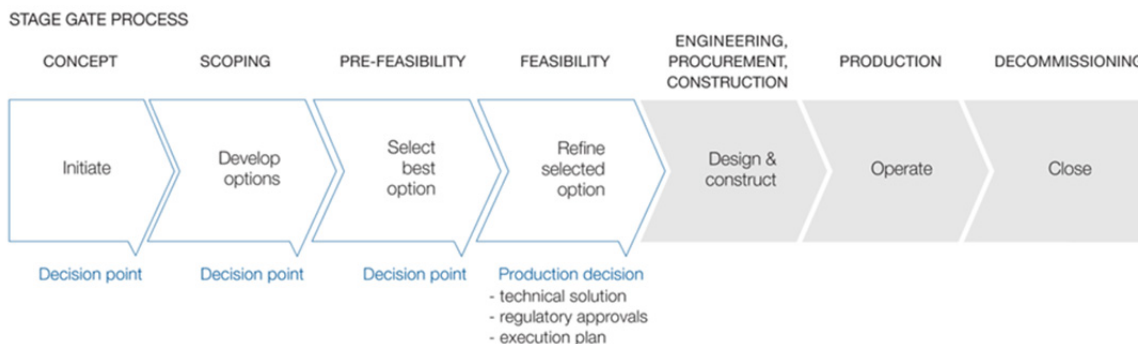 STAGE GATE PROCESS
CONCEPT
SCOPING
PRE-FEASIBILITY
FEASIBILITY
ENGINEERING,
PROCUREMENT,
CONSTRUCTION
PRODUCTION
DECOMMISSIONING
Initiate
Develop
options
Select
best
option
Refine
selected
option
Design &
construct
Operate
Close
Decision point
Decision point
Decision point
Production decision
- technical solution
- regulatory approvals
- execution plan